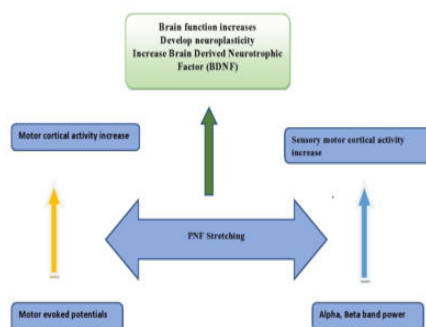 Brain function increases
Develop neuroplasticity
Increase Brain Derived Neurotrophic
Factor (BDNF)
Motor cortical activity increase
Sensory motor cortical activity
increase
PNF Stretching
Motor evoked potentials
Alpha, Beta band power